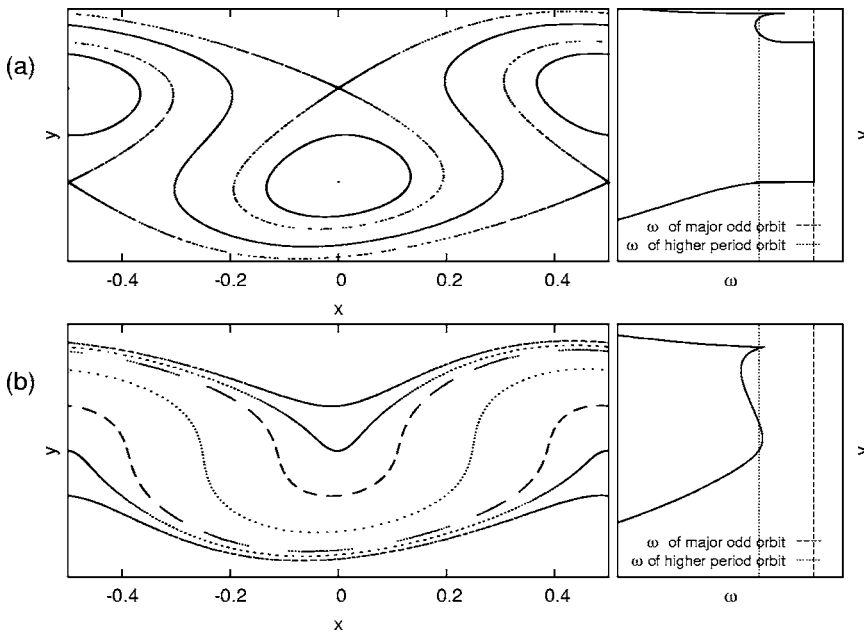 (a)
y
-0.4
-0.2
0
0.2
0.4
x
ω of major odd orbit
ω of higher period orbit
ω
y
(b)
y
-0.4
-0.2
0
0.2
0.4
x
ω of major odd orbit
ω of higher period orbit
ω
y